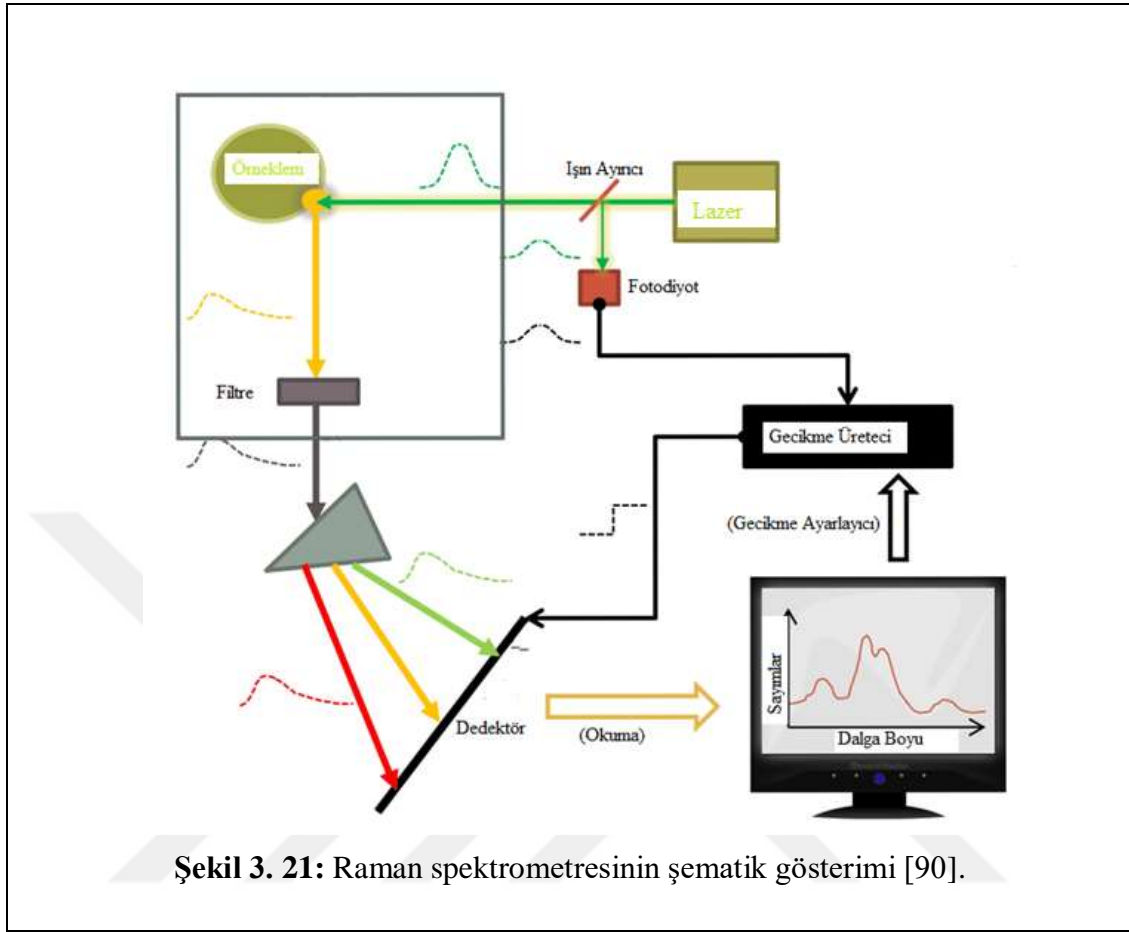 Örneklem
Işın Ayırıcı
Lazer
Fotodiyot
Filtre
Gecikme Üreteci
(Gecikme Ayarlayıcı)
Sayımlar
Dalga Boyu
Dedektör
(Okuma)
Şekil 3. 21: Raman spektrometresinin şematik gösterimi [90].